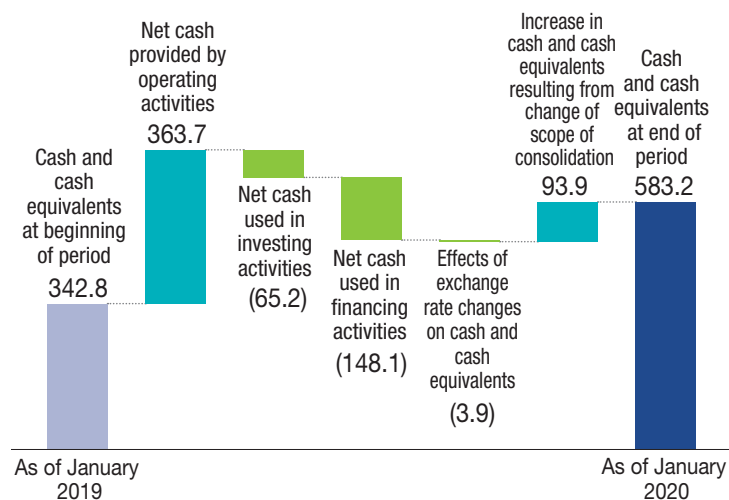 Cash and
cash
equivalents
at beginning
of period
342.8
Net cash
provided by
operating
activities
363.7
Net cash
used in
investing
activities
(65.2)
Net cash
used in
financing
activities
(148.1)
Effects of
exchange
rate changes
on cash and
cash
equivalents
(3.9)
Increase in
cash and cash
equivalents
resulting from
change of
scope of
consolidation
93.9
Cash
and cash
equivalents
at end of
period
583.2
As of January
2019
As of January
2020